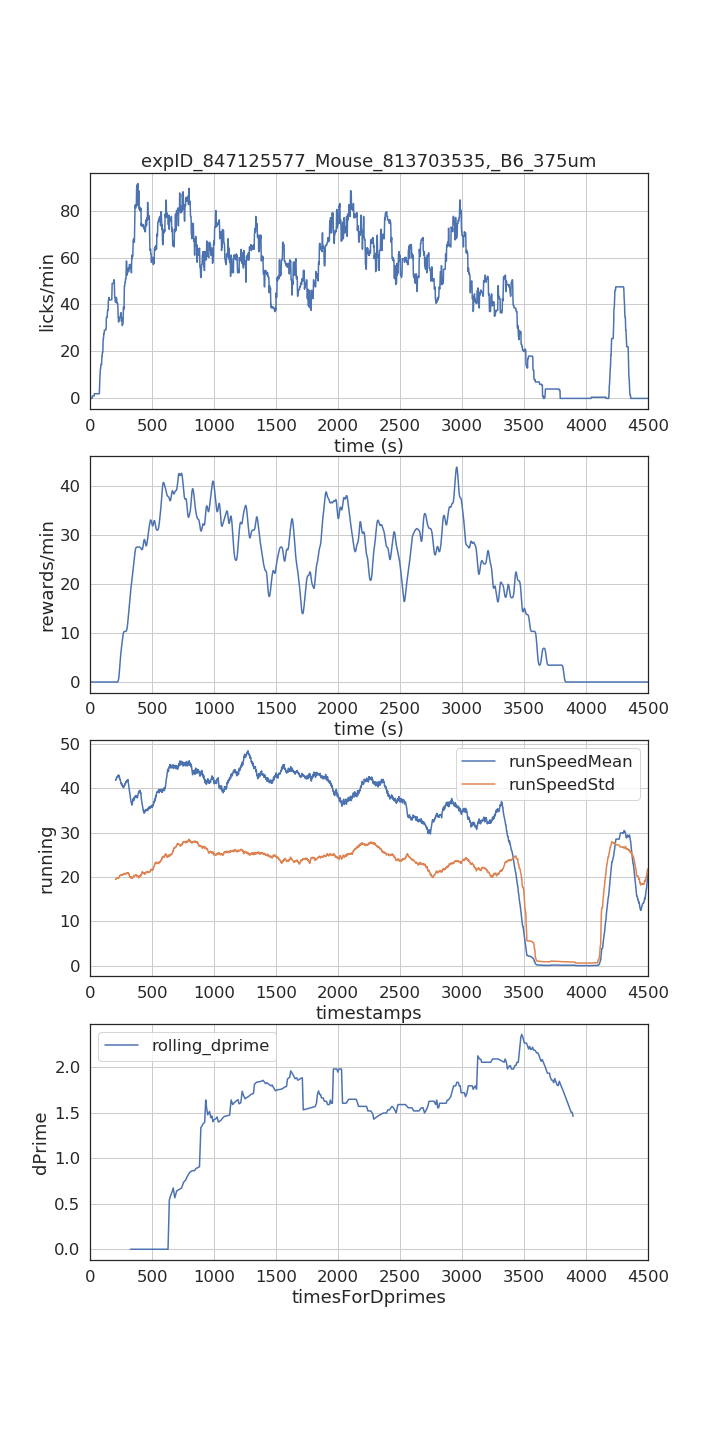 expID_847125577_Mouse_813703535,_B6_375um
licks/min
80
60
40
20
0
0 500 1000 1500 2000 2500 3000 3500 4000 4500
time (s)
rewards/min
40
30
20
10
0
0 500 1000 1500 2000 2500 3000 3500 4000 4500
time (s)
running
50
40
30
20
10
0
runSpeedMean
runSpeedStd
0 500 1000 1500 2000 2500 3000 3500 4000 4500
timestamps
dPrime
2.0
1.5
1.0
0.5
0.0
rolling_dprime
0 500 1000 1500 2000 2500 3000 3500 4000 4500
timesForDprimes